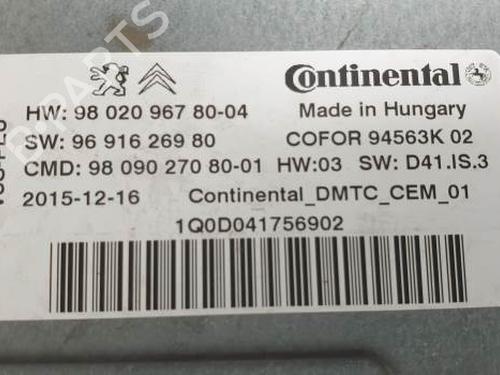 Continental
HW: 98 020 967 80-04 Made in Hungary
SW: 96 916 269 80 COFOR 94563K 02
CMD: 98 090 270 80-01 HW:03 SW: D41.IS.3
2015-12-16 Continental_DMTC_CEM_01
1Q0D041756902
B-PARTS